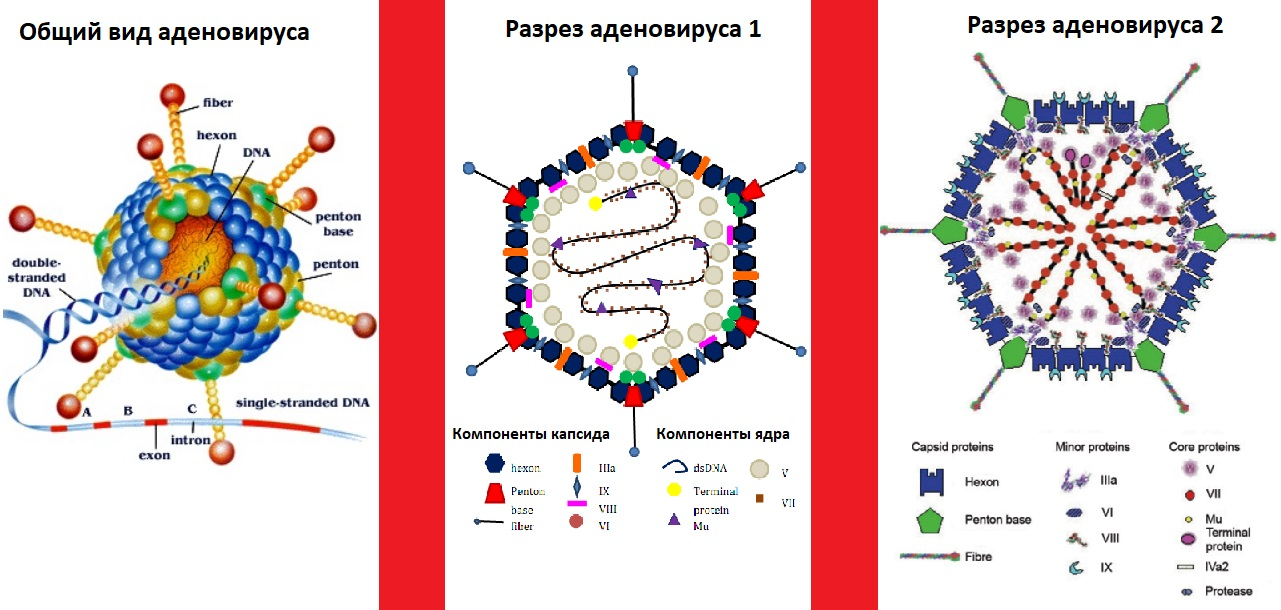 Общий вид аденовируса
fiber
hexon
DNA
penton
base
penton
double-
stranded
DNA
A
B
C
single-stranded DNA
intron
exon
Разрез аденовируса 1
Компоненты капсида
hexon
Penton
base
fiber
IIIa
IX
VIII
VI
Компоненты ядра
dsDNA
Terminal
protein
Mu
V
VII
Разрез аденовируса 2
Capsid proteins
Hexon
Penton base
Fibre
Minor proteins
IIIa
VI
VIII
IX
Core proteins
V
VII
Mu
Terminal
protein
IVa2
Protease